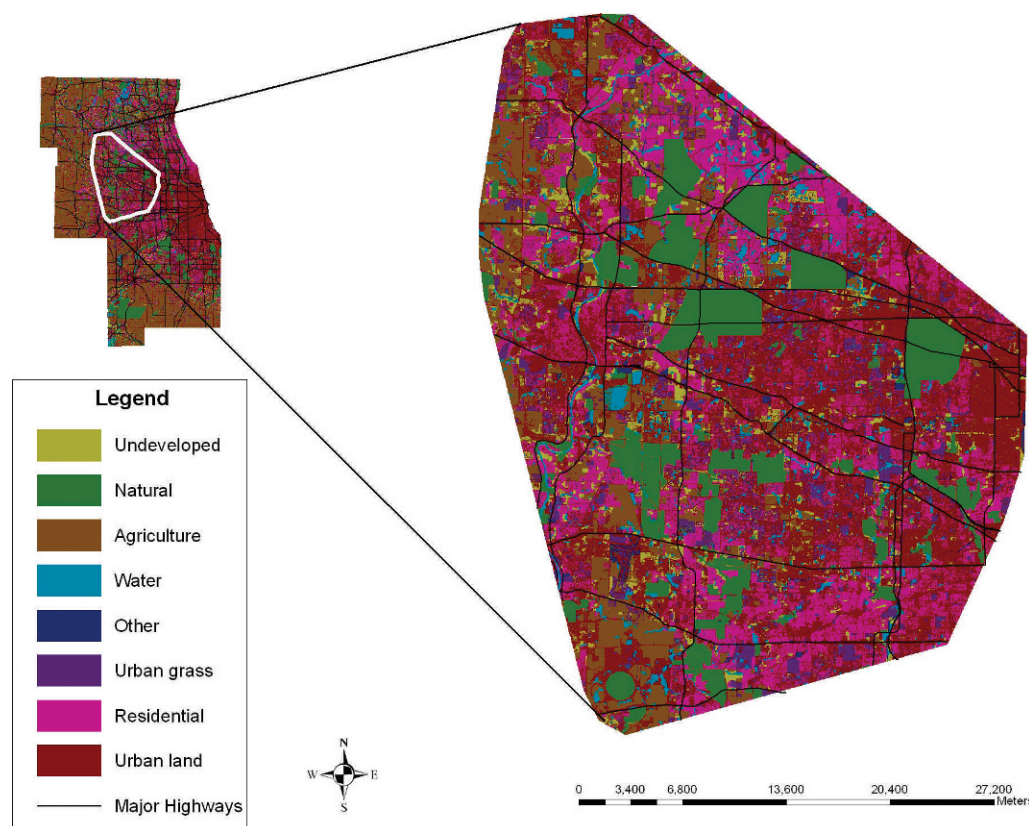 Legend
Undeveloped
Natural
Agriculture
Water
Other
Urban grass
Residential
Urban land
Major Highways
N
W E
S
0 3,400 6,800 13,600 20,400 27,200
Meters